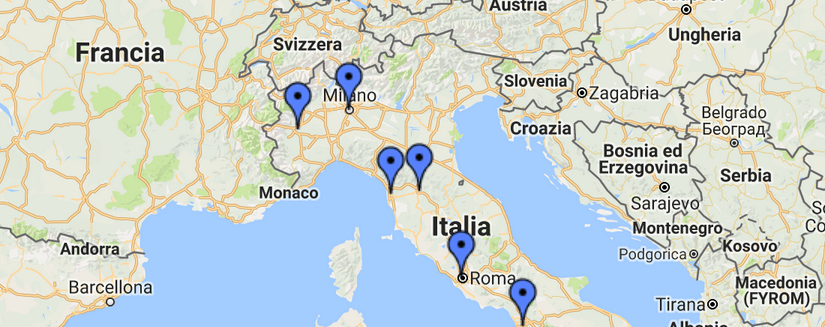 Austria
Francia
Svizzera
Ungheria
Milano
Slovenia
Zagabria
Croazia
Belgrado
Београд
Bosnia ed
Erzegovina
Serbia
Monaco
Sarajevo
Italia
Montenegro
Andorra
Podgorica
Kosovo
Barcellona
Roma
Macedonia
(FYROM)
Tirana
Albania